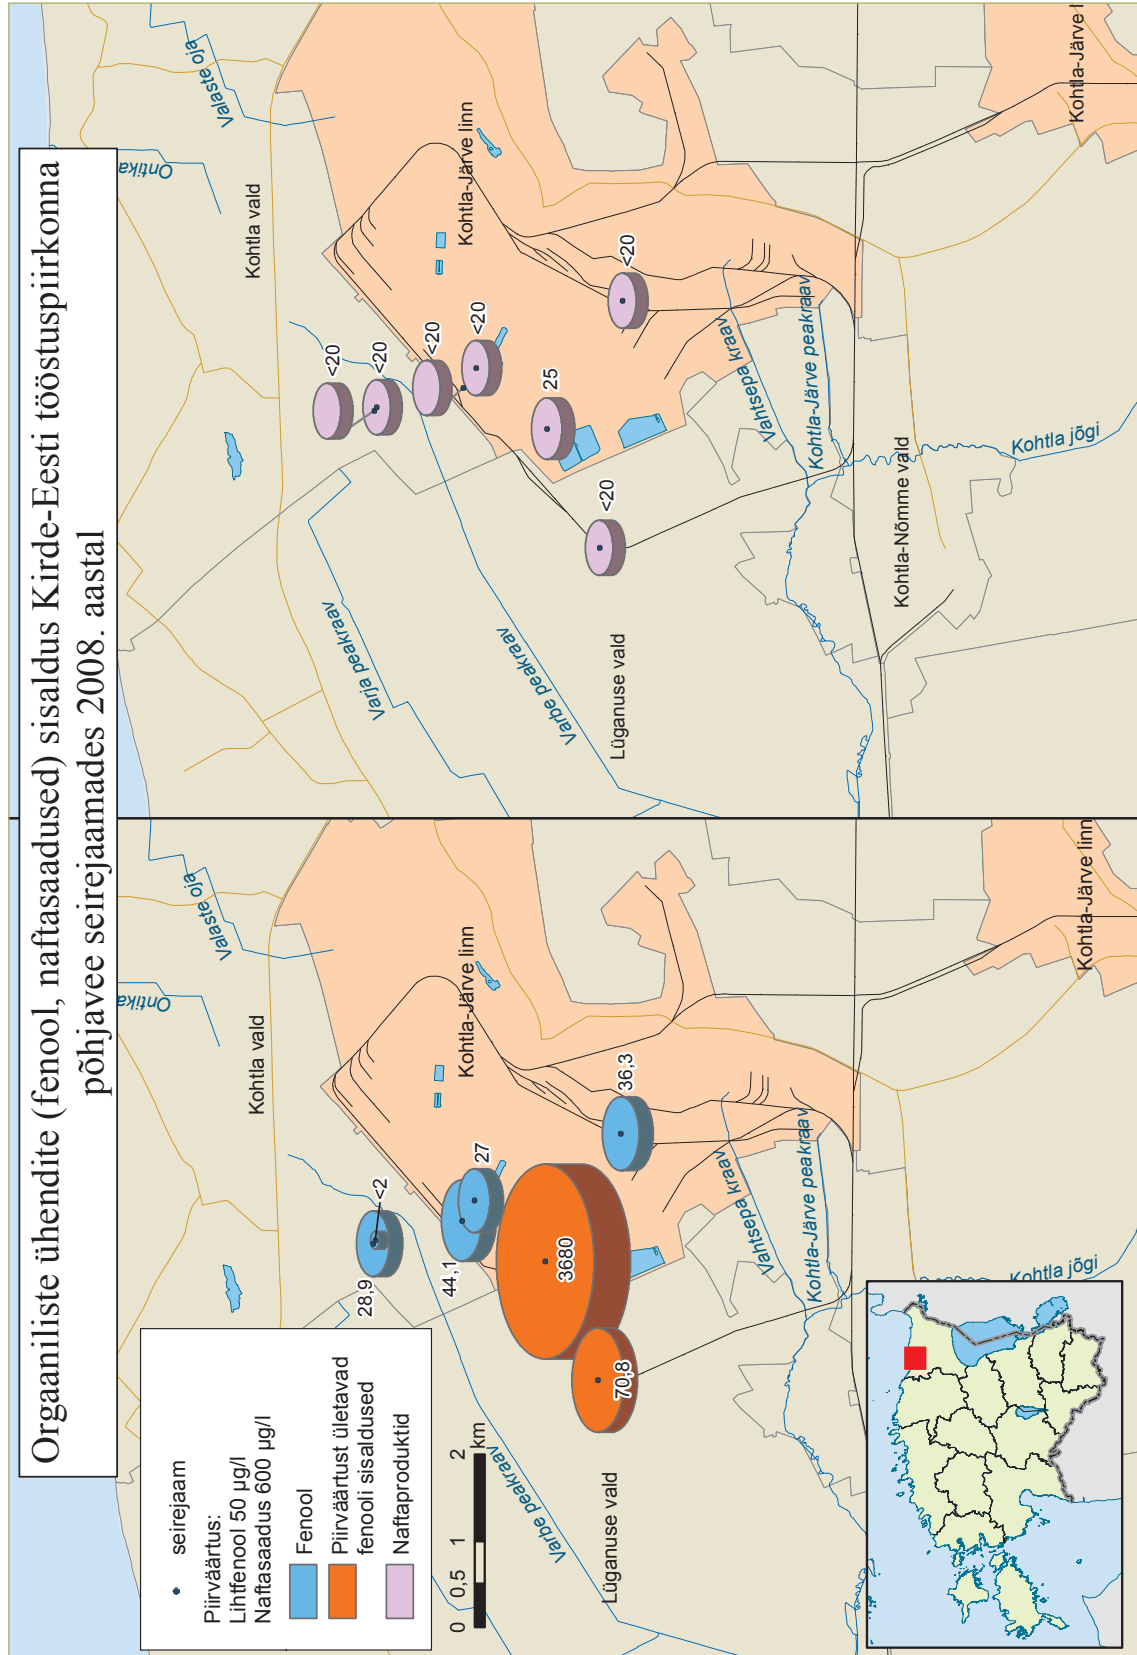 Orgaaniliste ühendite (fenool, naftasaadused) sisaldus Kirde-Eesti tööstuspiirkonna
põhjavee seirejaamades 2008. aastal
seirejaam
Piirväärtus:
Lihtfenool 50 µg/l
Naftasaadus 600 µg/l
Fenool
Piirväärtust ületavad
fenooli sisaldused
Naftaproduktid
0 0,5 1 2
km
Valaste oja
Ontika
Kohtla vald
Kohtla-Järve linn
<2
28,9
44,1
27
3680
70,8
36,3
Varbe peakraav
Lüganuse vald
Vahtsepa kraav
Kohtla-Järve peakraav
Kohtla jõgi
Kohtla-Järve linn
Valaste oja
Ontika
Kohtla vald
Kohtla-Järve linn
<20
<20
<20
<20
25
<20
<20
Varja peakraav
Varbe peakraav
Lüganuse vald
Vahtsepa kraav
Kohtla-Järve peakraav
Kohtla-Nõmme vald
Kohtla jõgi
Kohtla-Järve l